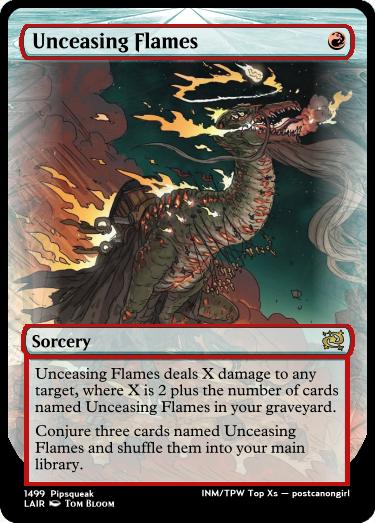 Unceasing Flames
Sorcery
Unceasing Flames deals X damage to any
target, where X is 2 plus the number of cards
named Unceasing Flames in your graveyard.
Conjure three cards named Unceasing
Flames and shuffle them into your main
library.
1499 Pipsqueak
INM/TPW Top Xs — postcanongirl
LAIR Tom Bloom